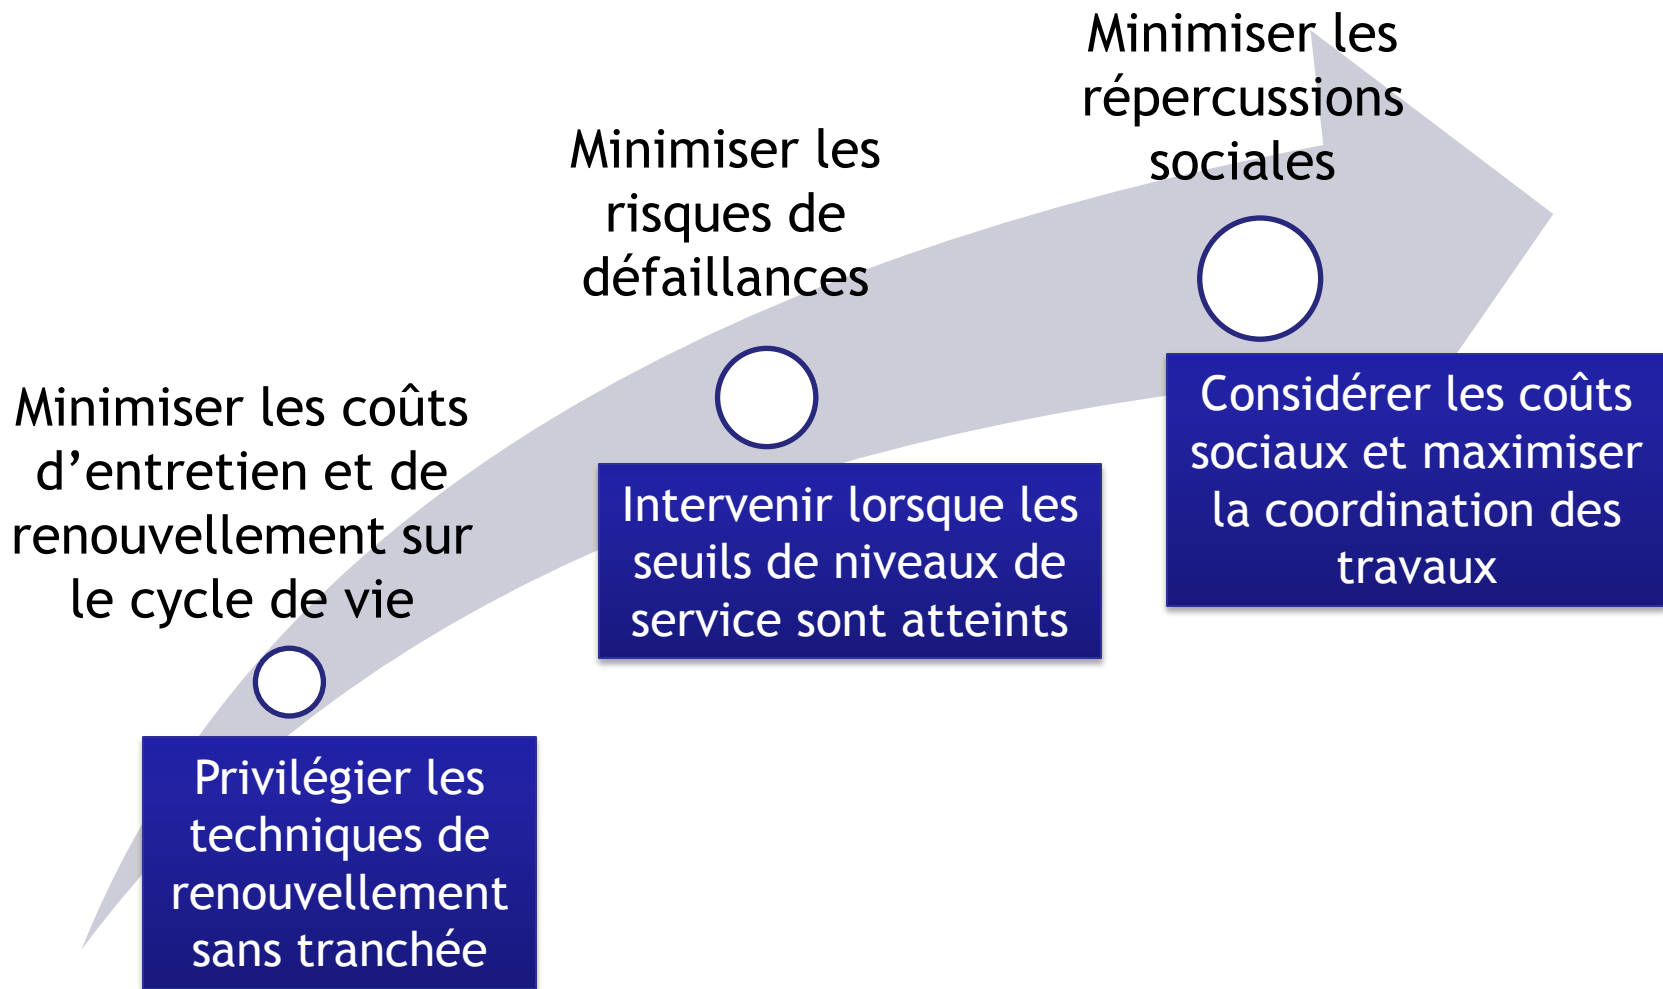 Minimiser les coûts
d’entretien et de
renouvellement sur
le cycle de vie
Privilégier les
techniques de
renouvellement
sans tranchée
Minimiser les
risques de
défaillances
Intervenir lorsque les
seuils de niveaux de
service sont atteints
Minimiser les
répercussions
sociales
Considérer les coûts
sociaux et maximiser
la coordination des
travaux